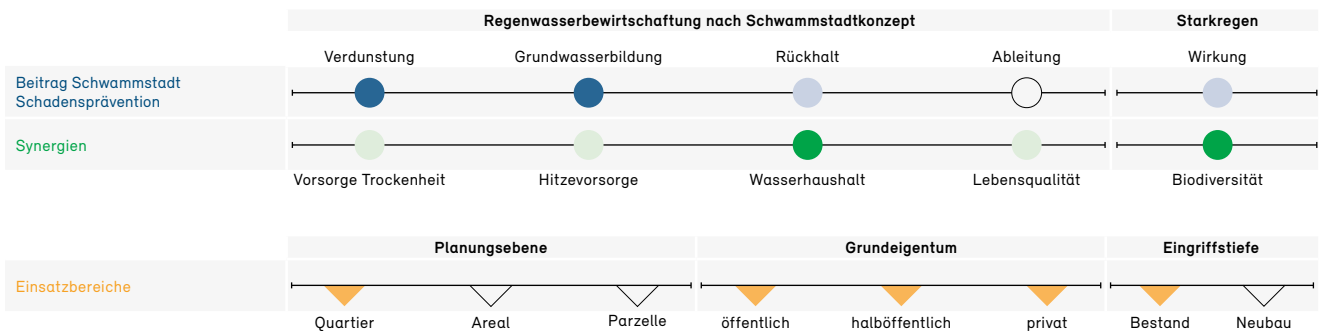 Regenwasserbewirtschaftung nach Schwammstadtkonzept Starkregen
Verdunstung Grundwasserbildung Rückhalt Ableitung Wirkung
Beitrag Schwammstadt
Schadensprävention
Synergien
Vorsorge Trockenheit Hitzevorsorge Wasserhaushalt Lebensqualität Biodiversität
Planungsebene Grundeigentum Eingriffstiefe
Einsatzbereiche
Quartier Areal Parzelle öffentlich halböffentlich privat Bestand Neubau